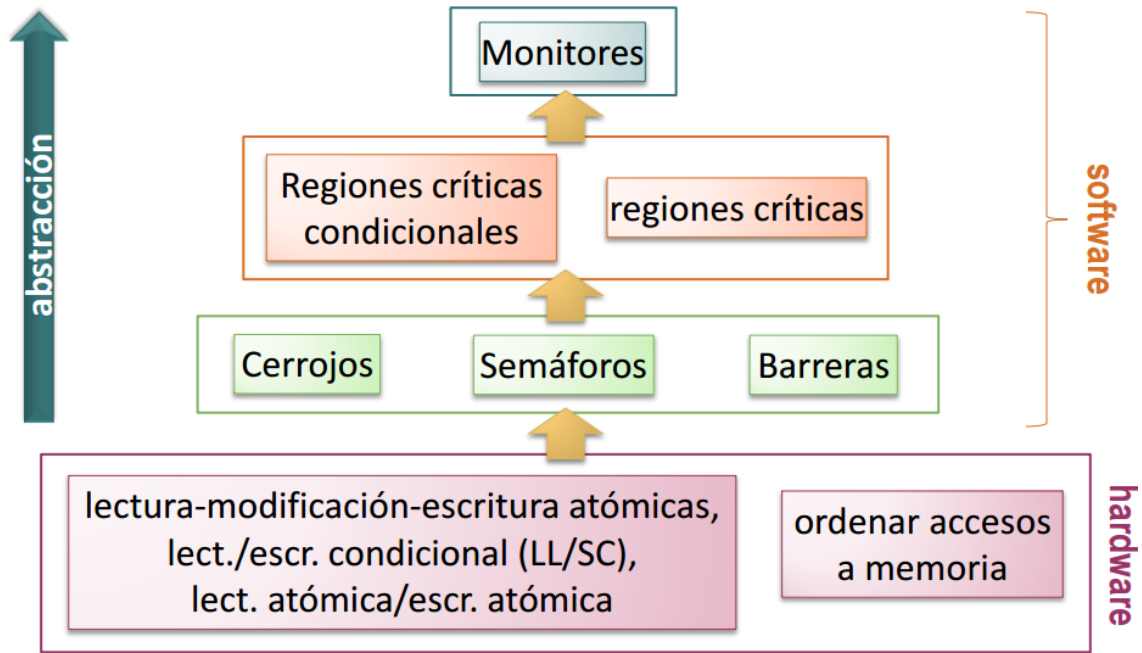 Monitores
abstracción
Regiones críticas
condicionales
regiones críticas
software
Cerrojos
Semáforos
Barreras
lectura-modificación-escritura atómicas,
lect./escr. condicional (LL/SC),
lect. atómica/escr. atómica
ordenar accesos
a memoria
hardware